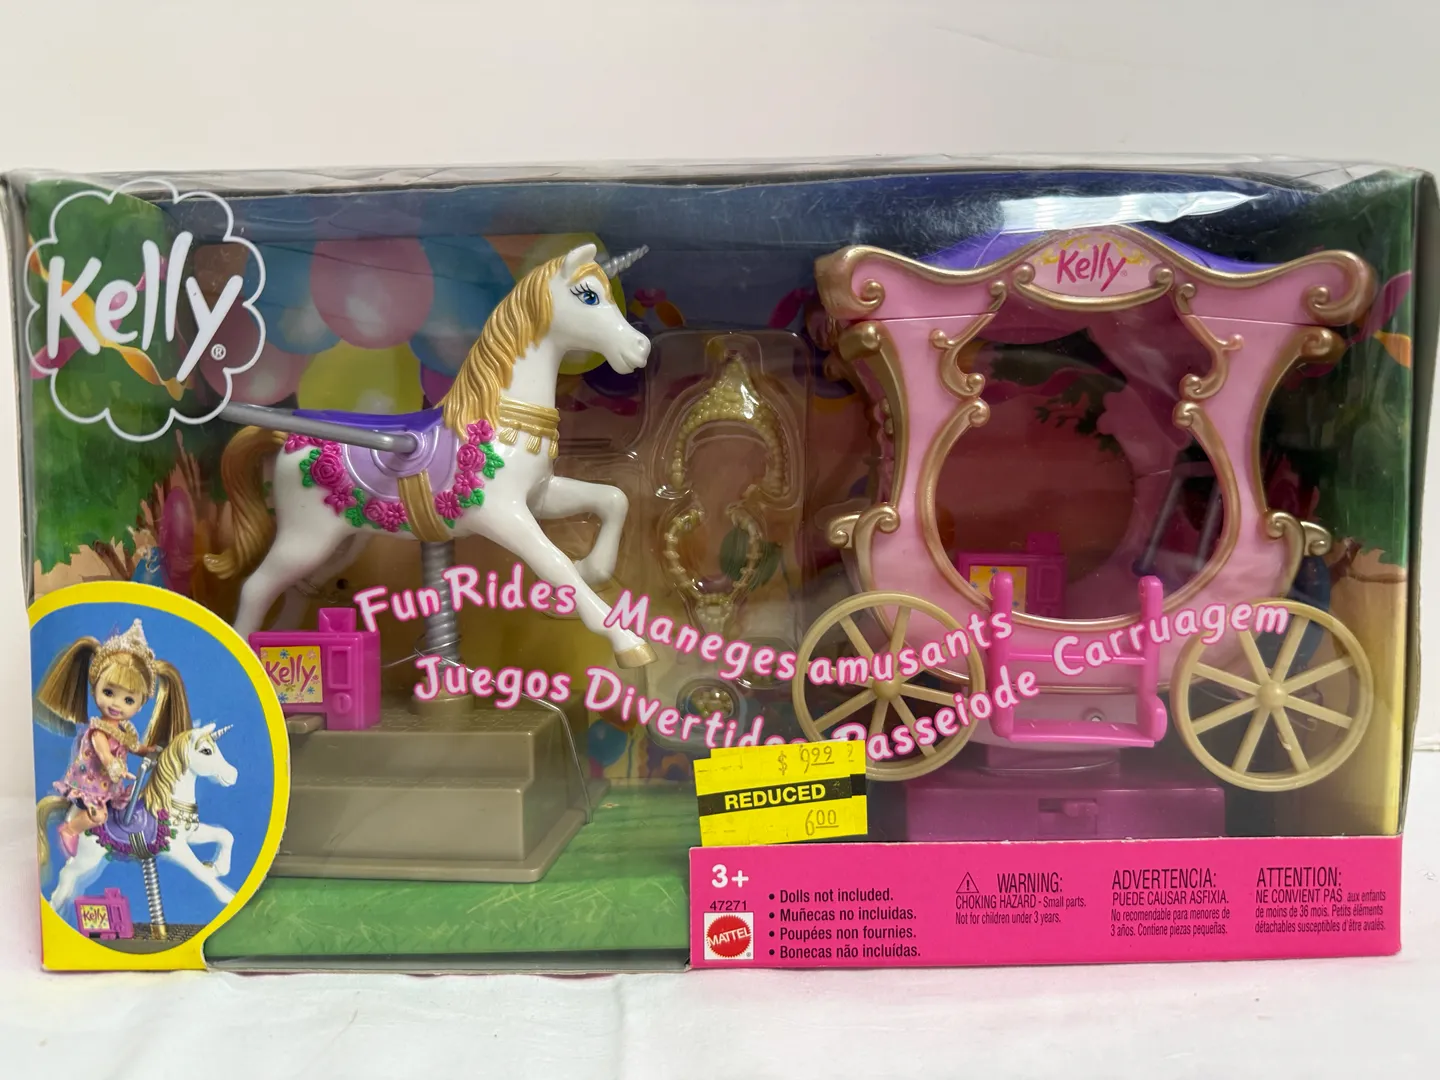 Kelly®
Kelly
Fun Rides Maneges amusants
Juegos Divertidos Passeio de Carruagem
Kelly
Kelly
$ 9.99
REDUCED
6.00
3+
47271
MATTEL
• Dolls not included.
• Muñecas no incluidas.
• Poupées non fournies.
• Bonecas não incluídas.
WARNING:
CHOKING HAZARD - Small parts.
Not for children under 3 years.
ADVERTENCIA:
PUEDE CAUSAR ASFIXIA.
No recomendable para menores de
3 años. Contiene piezas pequeñas.
ATTENTION:
NE CONVIENT PAS aux enfants
de moins de 36 mois. Petits éléments
détachables susceptibles d'être avalés.